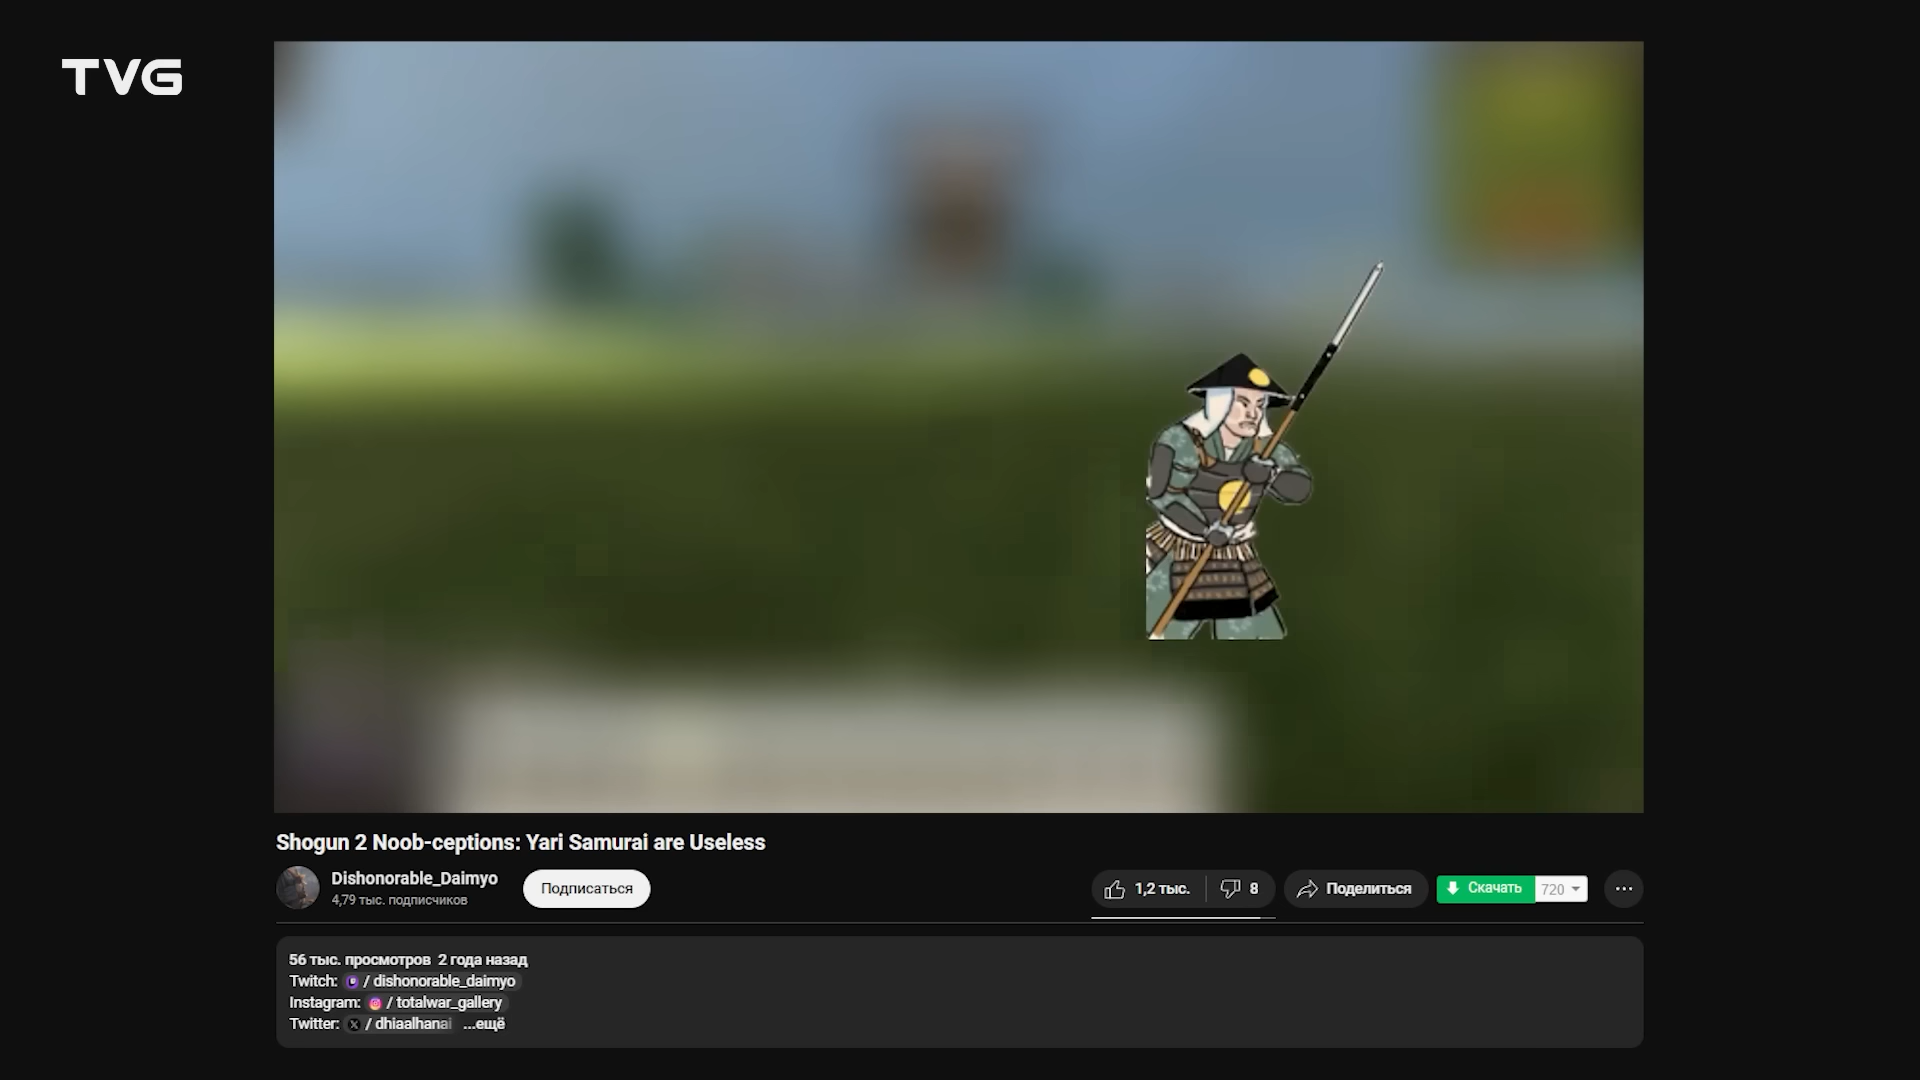 TVG
Shogun 2 Noob-ceptions: Yari Samurai are Useless
Dishonorable_Daimyo
4,79 тыс. подписчиков
Подписаться
1,2 тыс.
8
Поделиться
Скачать
720
56 тыс. просмотров 2 года назад
Twitch: / dishonorable_daimyo
Instagram: / totalwar_gallery
Twitter: / dhiaalhanai ...ещё